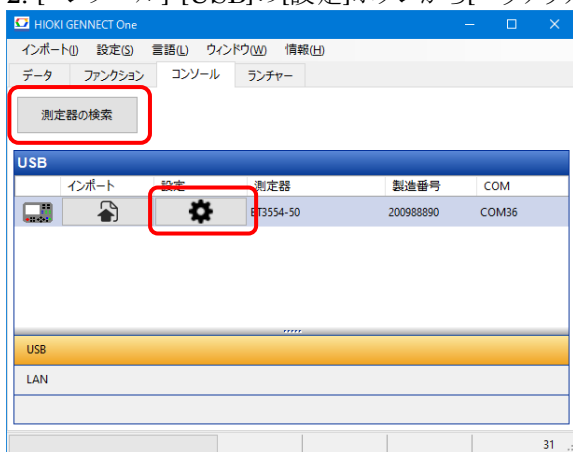 HIOKI GENNECT One
インポート(I) 設定(S) 言語(L) ウィンドウ(W) 情報(H)
データ ファンクション コンソール ランチャー
測定器の検索
USB
インポート 設定 測定器 製造番号 COM
BT3554-50 200988890 COM36
USB
LAN
31